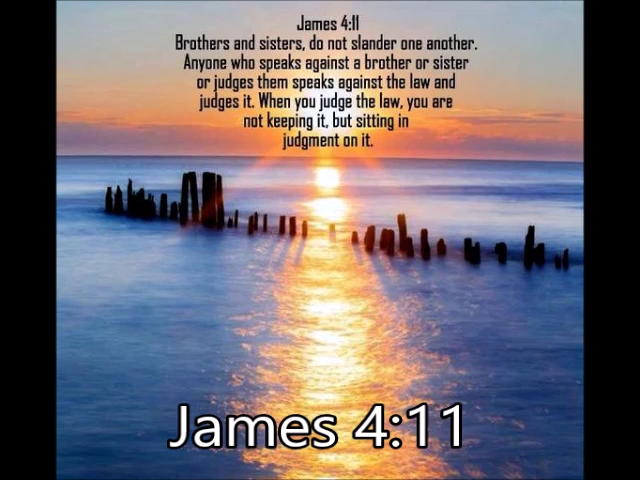 James 4:11
Brothers and sisters, do not slander one another.
Anyone who speaks against a brother or sister
or judges them speaks against the law and
judges it. When you judge the law, you are
not keeping it, but sitting in
judgment on it.
James 4:11